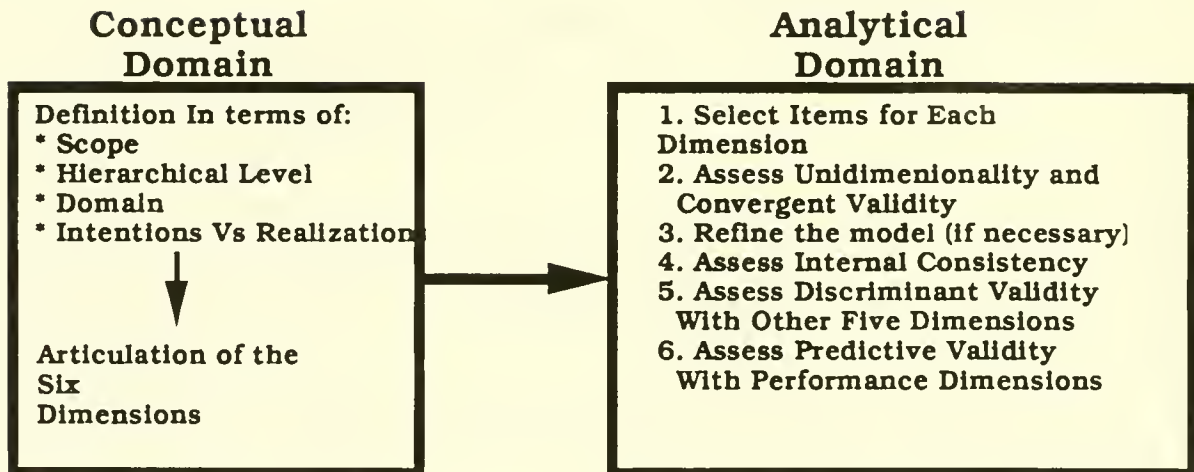 Conceptual
Domain
Definition In terms of:
* Scope
* Hierarchical Level
* Domain
* Intentions Vs Realization
Articulation of the
Six
Dimensions
Analytical
Domain
1. Select Items for Each
Dimension
2. Assess Unidimenionality and
Convergent Validity
3. Refine the model (if necessary)
4. Assess Internal Consistency
5. Assess Discriminant Validity
With Other Five Dimensions
6. Assess Predictive Validity
With Performance Dimensions